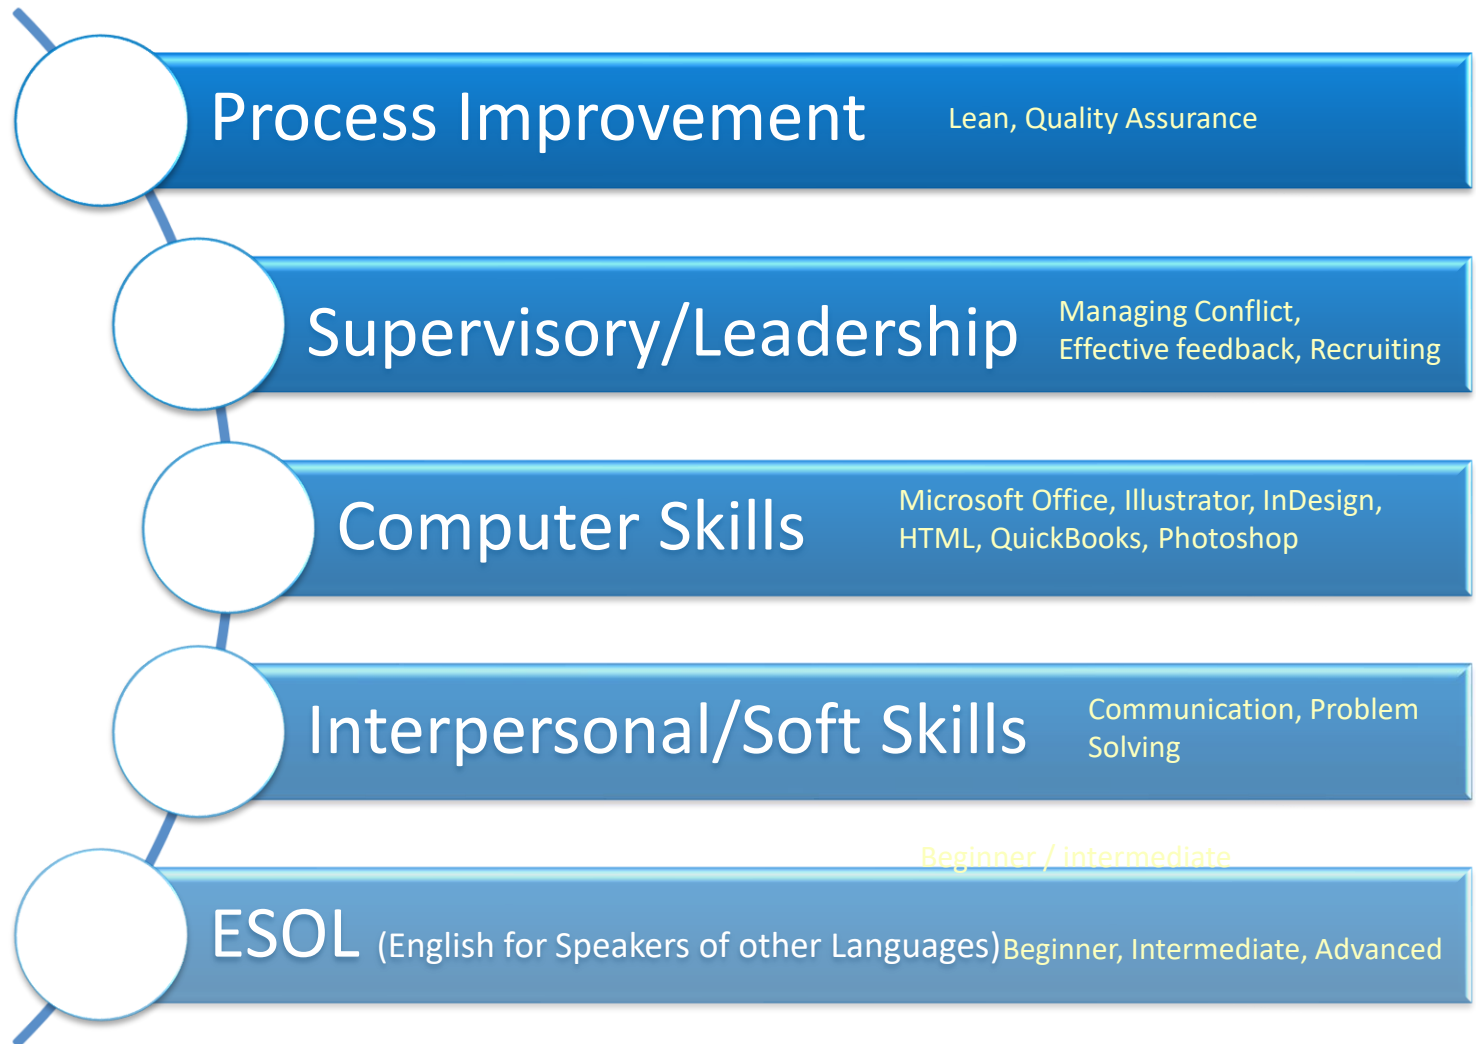 Process Improvement
Lean, Quality Assurance
Supervisory/Leadership
Managing Conflict,
Effective feedback, Recruiting
Computer Skills
Microsoft Office, Illustrator, InDesign,
HTML, QuickBooks, Photoshop
Interpersonal/Soft Skills
Communication, Problem
Solving
Beginner / intermediate
ESOL (English for Speakers of other Languages)
Beginner, Intermediate, Advanced